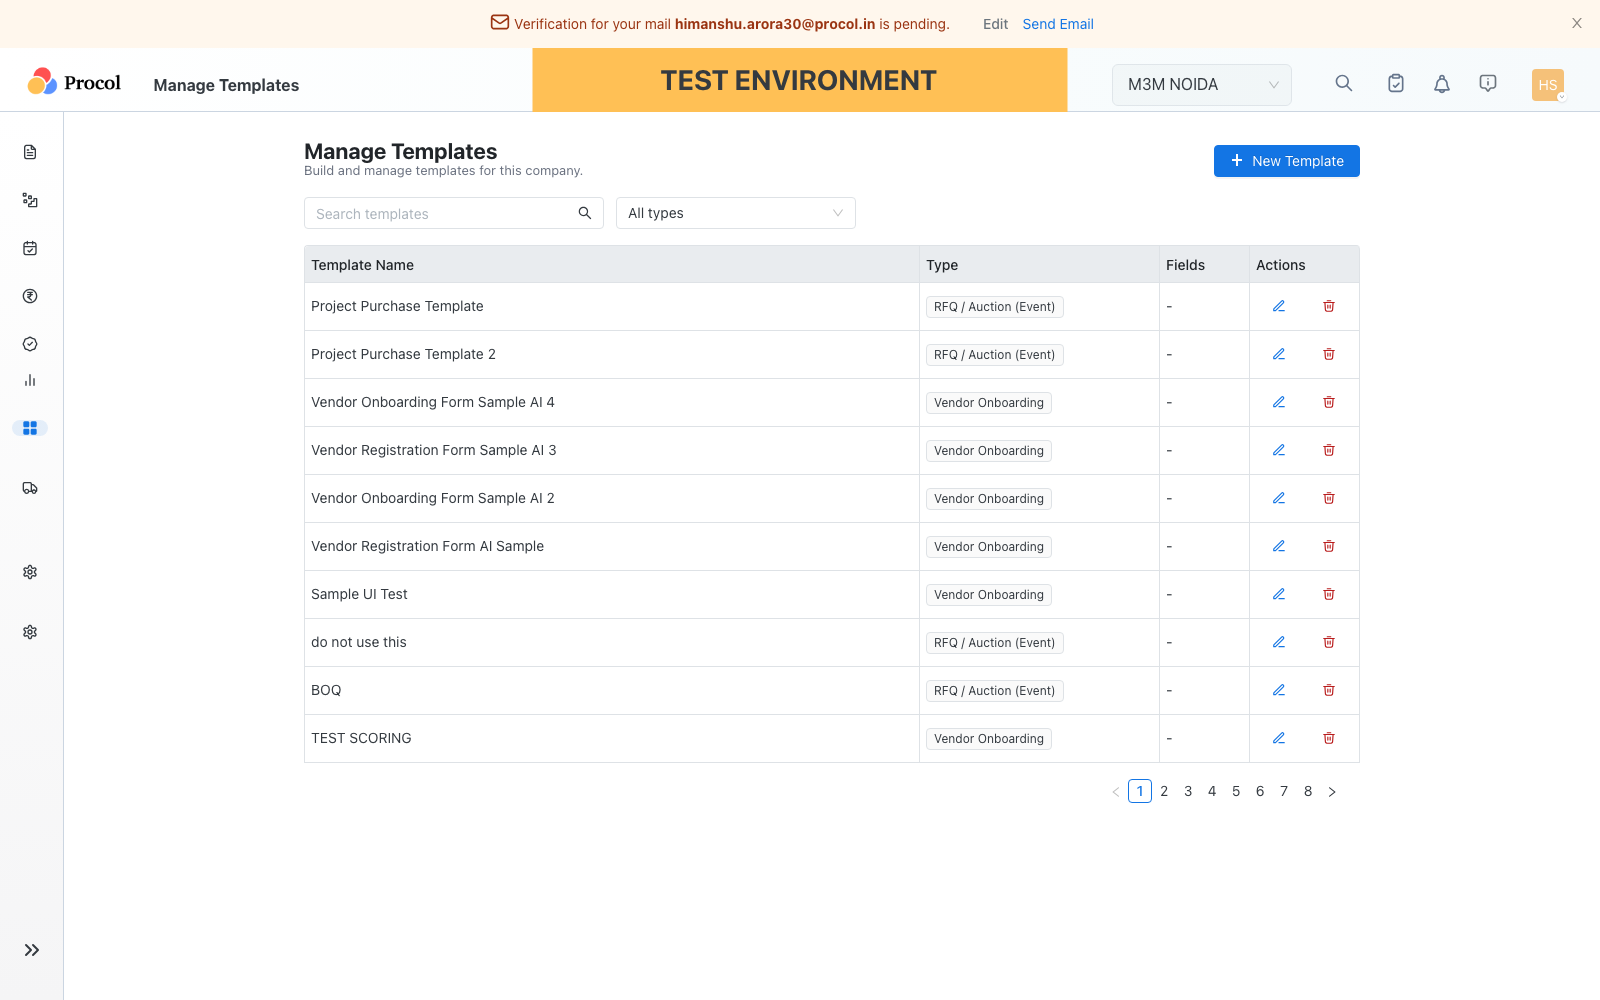 Verification for your mail himanshu.arora30@procol.in is pending. Edit Send Email
Procol Manage Templates TEST ENVIRONMENT M3M NOIDA HS
Manage Templates
Build and manage templates for this company.
+ New Template
Search templates All types
Template Name Type Fields Actions
Project Purchase Template RFQ / Auction (Event) -
Project Purchase Template 2 RFQ / Auction (Event) -
Vendor Onboarding Form Sample AI 4 Vendor Onboarding -
Vendor Registration Form Sample AI 3 Vendor Onboarding -
Vendor Onboarding Form Sample AI 2 Vendor Onboarding -
Vendor Registration Form AI Sample Vendor Onboarding -
Sample UI Test Vendor Onboarding -
do not use this RFQ / Auction (Event) -
BOQ RFQ / Auction (Event) -
TEST SCORING Vendor Onboarding -
1 2 3 4 5 6 7 8